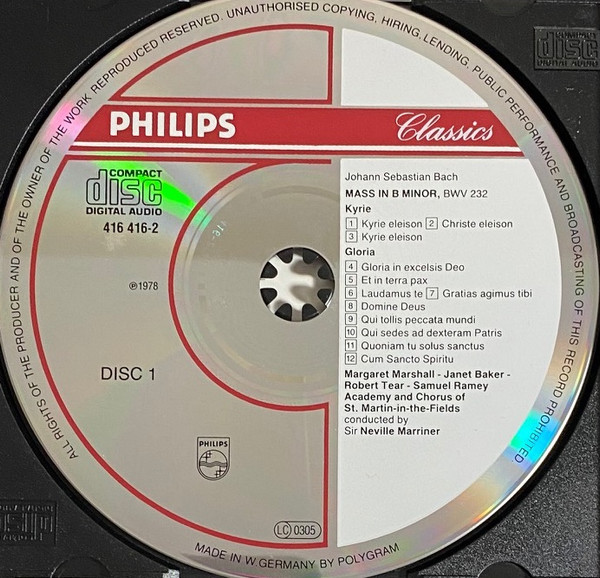 ALL RIGHTS OF THE PRODUCER AND OF THE OWNER OF THE WORK REPRODUCED RESERVED. UNAUTHORISED COPYING, HIRING, LENDING, PUBLIC PERFORMANCE AND BROADCASTING OF THIS RECORD PROHIBITED.
PHILIPS Classics
COMPACT
disc
DIGITAL AUDIO
416 416-2
℗1978
DISC 1
PHILIPS
LC 0305
Johann Sebastian Bach
MASS IN B MINOR, BWV 232
Kyrie
1 Kyrie eleison 2 Christe eleison
3 Kyrie eleison
Gloria
4 Gloria in excelsis Deo
5 Et in terra pax
6 Laudamus te 7 Gratias agimus tibi
8 Domine Deus
9 Qui tollis peccata mundi
10 Qui sedes ad dexteram Patris
11 Quoniam tu solus sanctus
12 Cum Sancto Spiritu
Margaret Marshall - Janet Baker -
Robert Tear - Samuel Ramey
Academy and Chorus of
St. Martin-in-the-Fields
conducted by
Sir Neville Marriner
MADE IN W.GERMANY BY POLYGRAM
disc
DIGITAL AUDIO